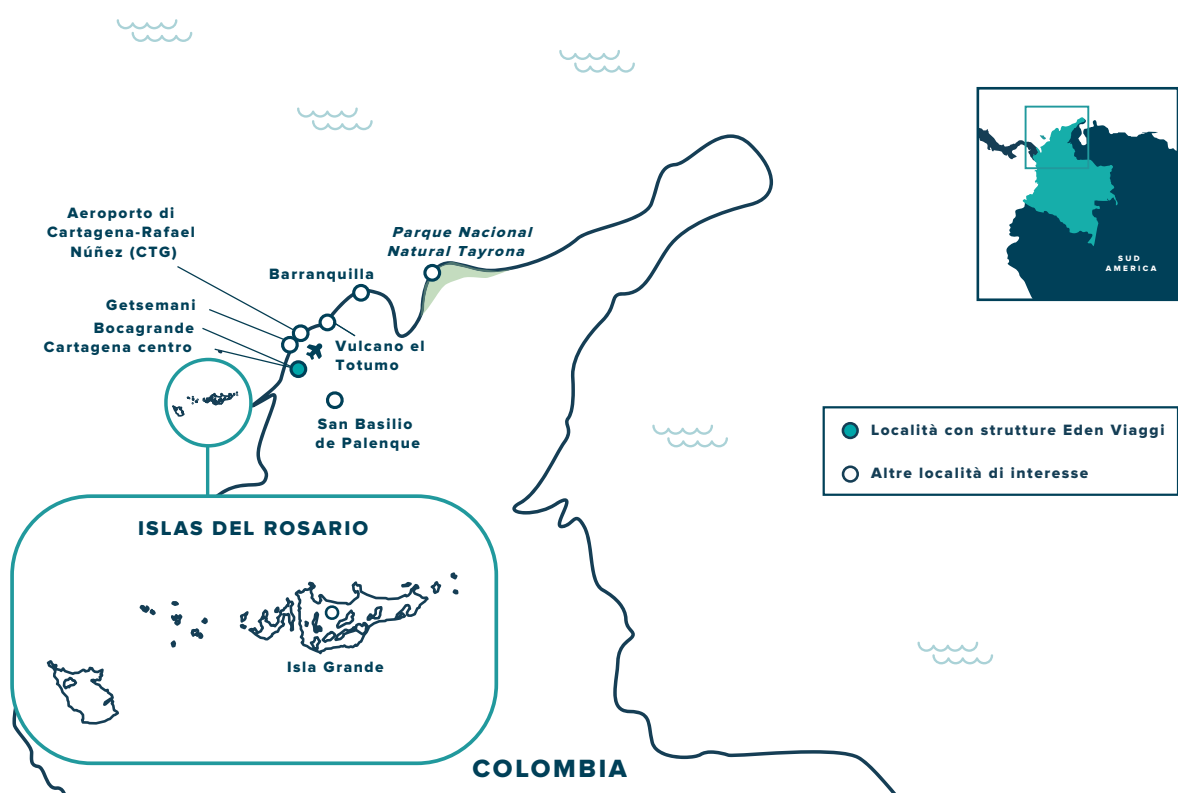 SUD
AMERICA
Aeroporto di
Cartagena-Rafael
Núñez (CTG)
Parque Nacional
Natural Tayrona
Barranquilla
Getsemani
Bocagrande
Cartagena centro
Vulcano el
Totumo
San Basilio
de Palenque
Località con strutture Eden Viaggi
Altre località di interesse
ISLAS DEL ROSARIO
Isla Grande
COLOMBIA